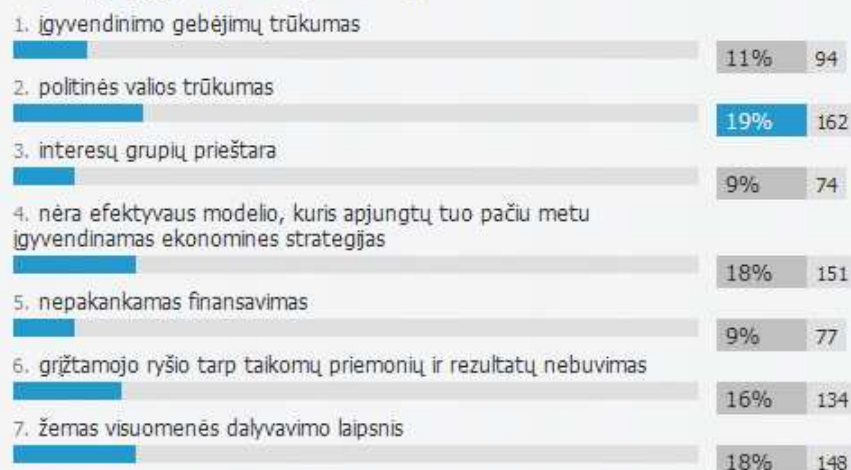 1. įgyvendinimo gebėjimų trūkumas
11% 94
2. politinės valios trūkumas
19% 162
3. interesų grupių prieštara
9% 74
4. nėra efektyvaus modelio, kuris apjungtų tuo pačiu metu
įgyvendinamas ekonomines strategijas
18% 151
5. nepakankamas finansavimas
9% 77
6. grįžtamojo ryšio tarp taikomų priemonių ir rezultatų nebuvimas
16% 134
7. žemas visuomenės dalyvavimo laipsnis
18% 148